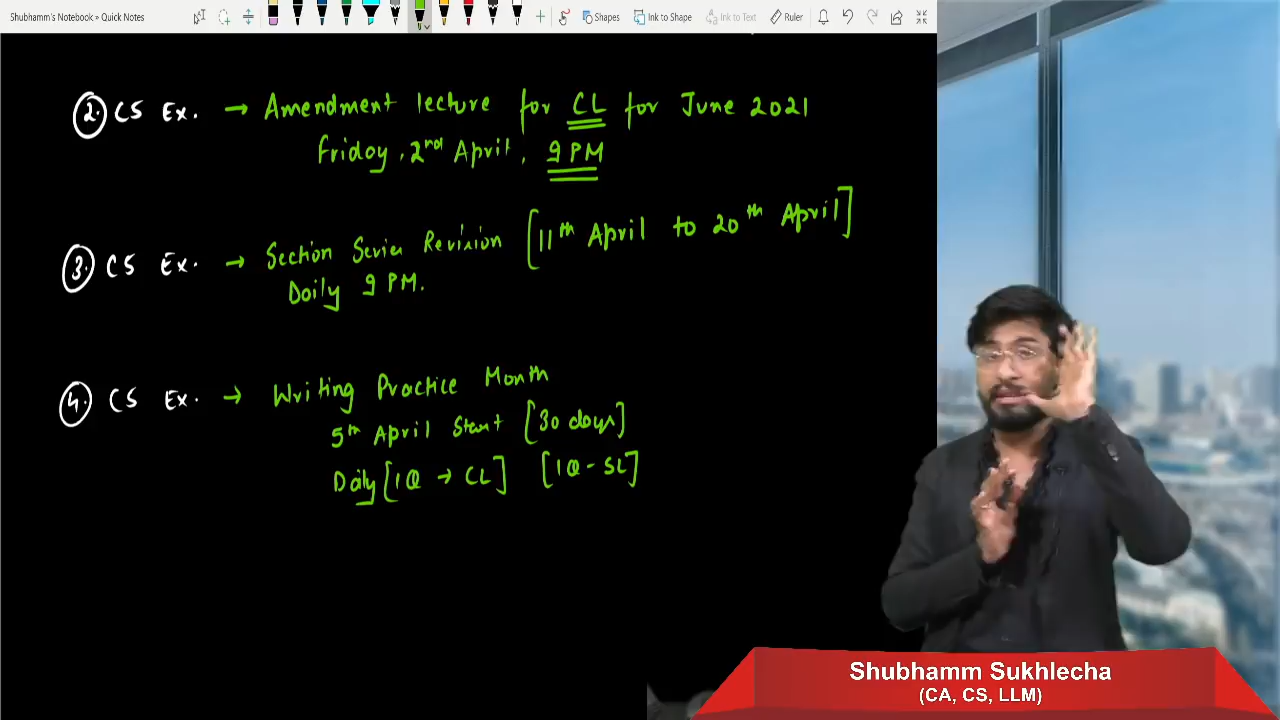 Shubhamm's Notebook » Quick Notes
Shapes
Ink to Shape
Ink to Text
Ruler
2. CS Ex. → Amendment lecture for CL for June 2021
Friday, 2nd April, 9 PM
3. CS Ex. → Section Series Revision [11th April to 20th April]
Daily 9 PM.
4. CS Ex. → Writing Practice Month
5th April Start [30 days]
Daily [1Q → CL] [1Q - SL]
Shubhamm Sukhlecha
(CA, CS, LLM)